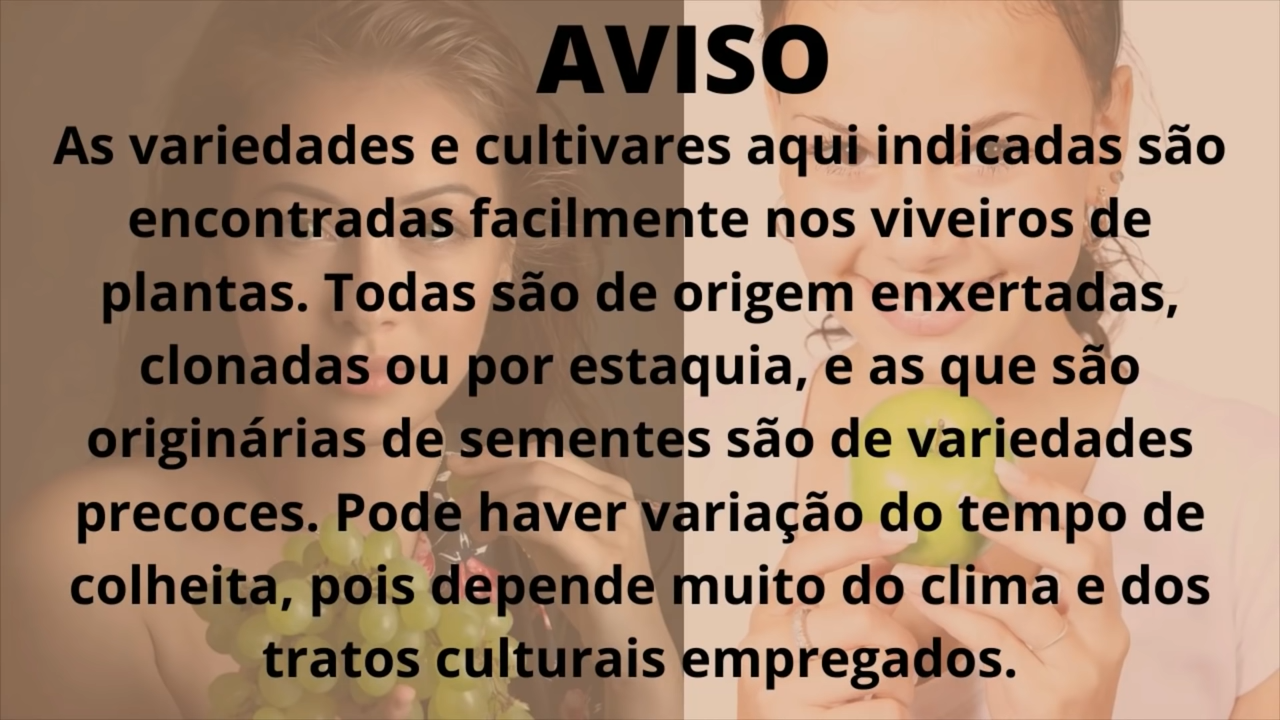 AVISO
As variedades e cultivares aqui indicadas são
encontradas facilmente nos viveiros de
plantas. Todas são de origem enxertadas,
clonadas ou por estaquia, e as que são
originárias de sementes são de variedades
precoces. Pode haver variação do tempo de
colheita, pois depende muito do clima e dos
tratos culturais empregados.